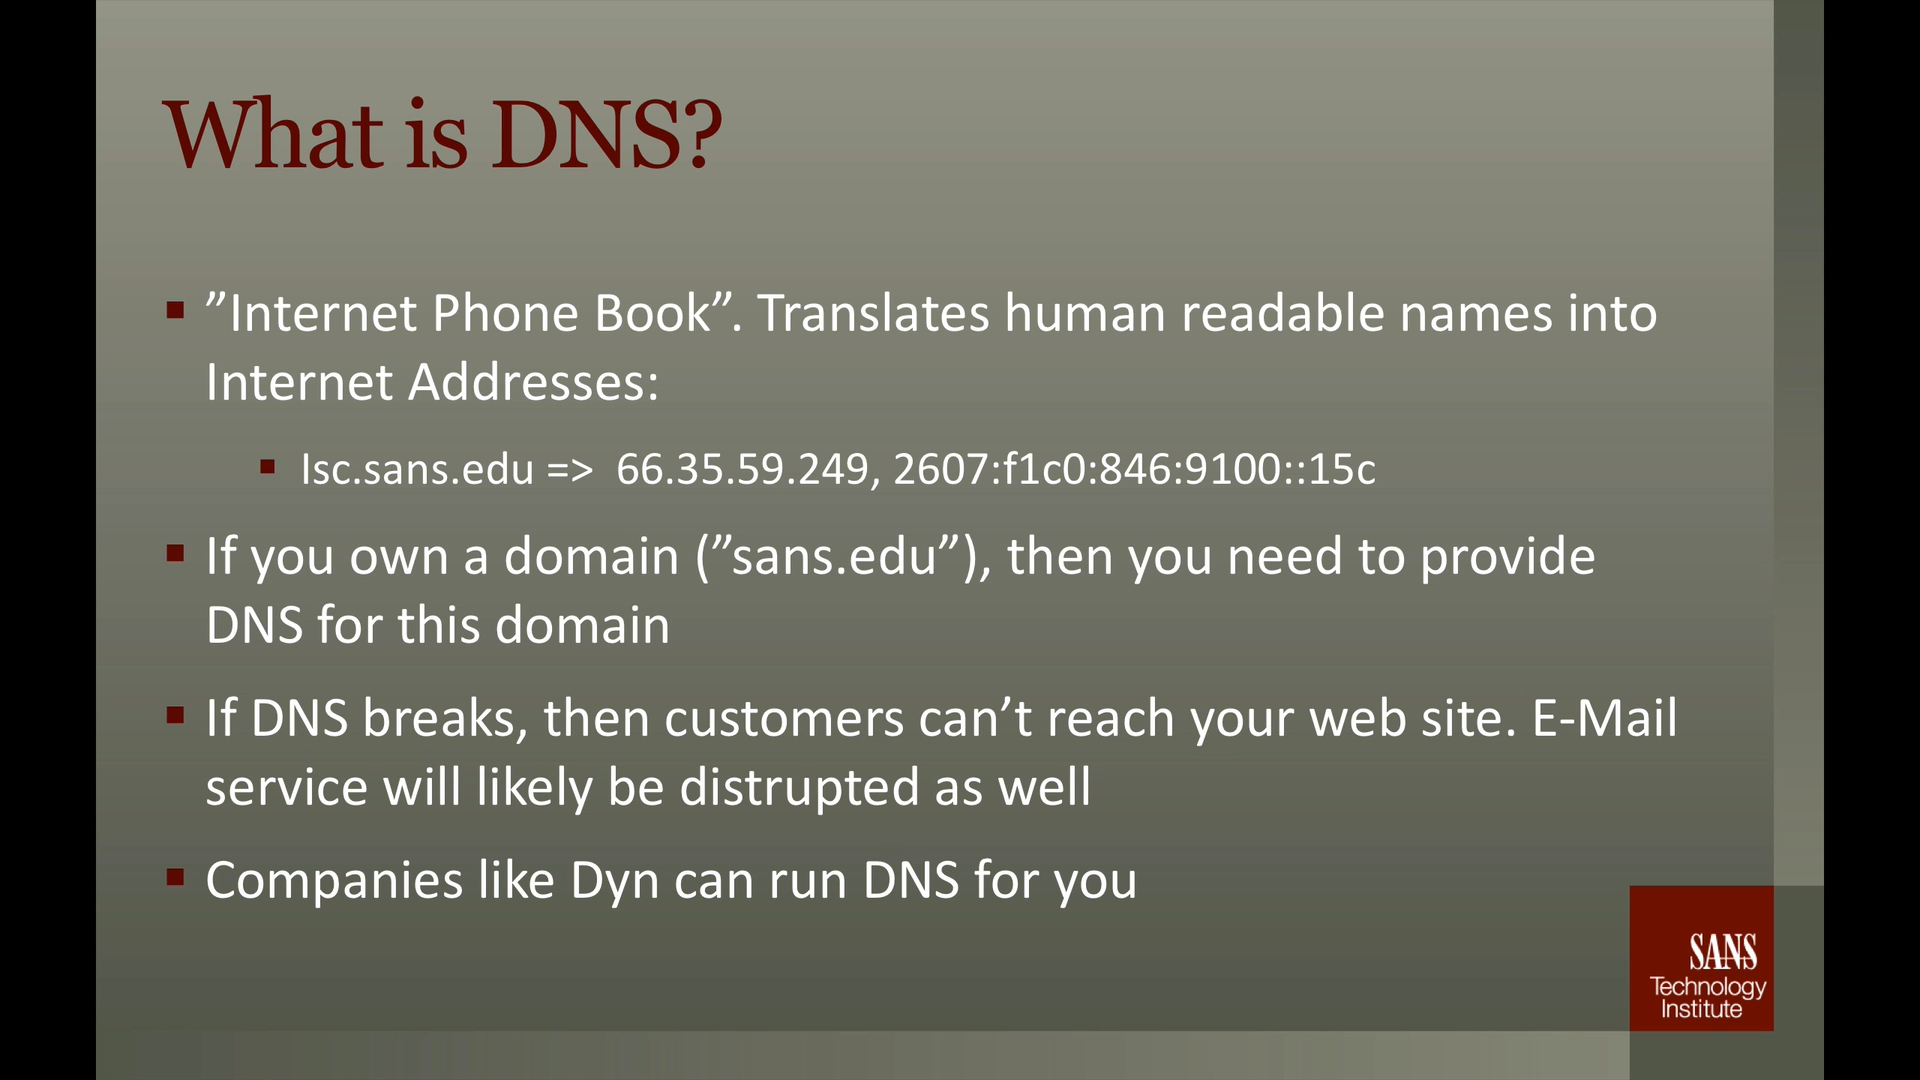 What is DNS?
”Internet Phone Book”. Translates human readable names into
Internet Addresses:
Isc.sans.edu => 66.35.59.249, 2607:f1c0:846:9100::15c
If you own a domain (”sans.edu”), then you need to provide
DNS for this domain
If DNS breaks, then customers can’t reach your web site. E-Mail
service will likely be distrupted as well
Companies like Dyn can run DNS for you
SANS
Technology
Institute